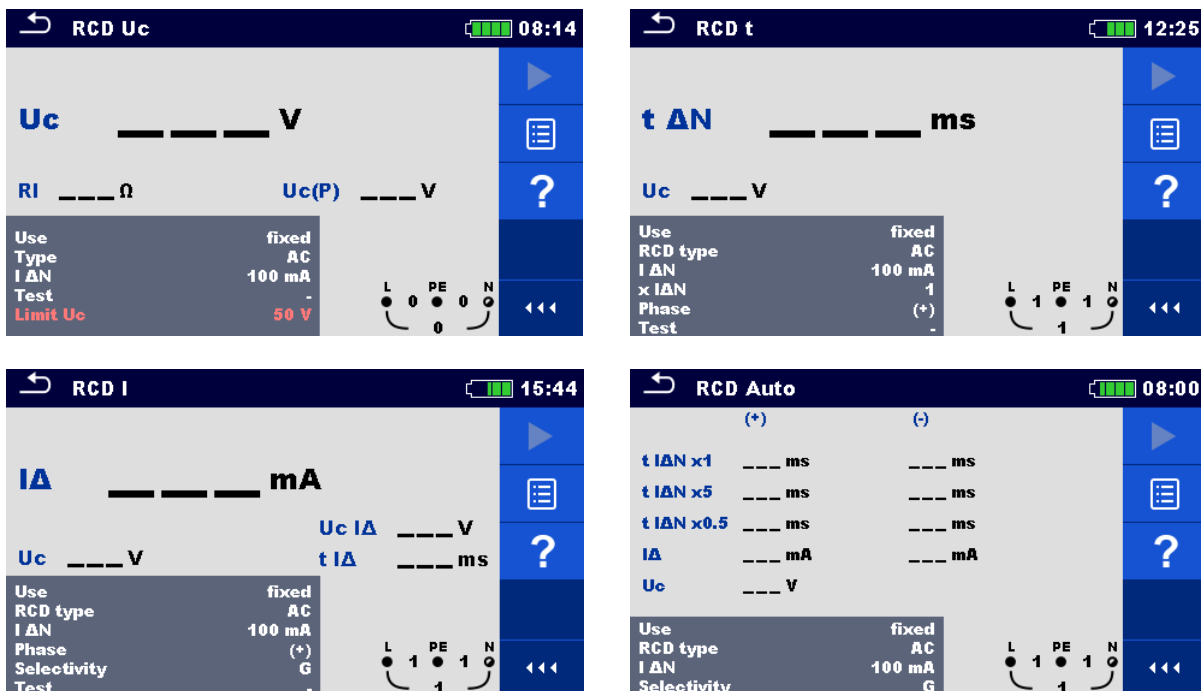 RCD Uc 08:14
Uc ___ V
RI ___ Ω Uc(P) ___ V
?
Use fixed
Type AC
I ΔN 100 mA
Test -
Limit Uc 50 V
L PE N
0 0
0
RCD t 12:25
t ΔN ___ ms
Uc ___ V
?
Use fixed
RCD type AC
I ΔN 100 mA
x IΔN 1
Phase (+)
Test -
L PE N
1 1
1
RCD I 15:44
IΔ ___ mA
Uc IΔ ___ V
Uc ___ V t IΔ ___ ms
?
Use fixed
RCD type AC
I ΔN 100 mA
Phase (+)
Selectivity G
Test -
L PE N
1 1
1
RCD Auto 08:00
(+) (-)
t IΔN x1 ___ ms ___ ms
t IΔN x5 ___ ms ___ ms
t IΔN x0.5 ___ ms ___ ms
IΔ ___ mA ___ mA
Uc ___ V
?
Use fixed
RCD type AC
I ΔN 100 mA
Selectivity G
L PE N
1 1
1